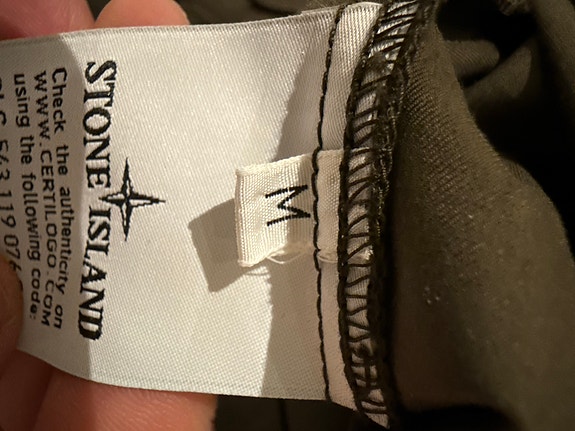 STONE ISLAND
Check the authenticity on
WWW.CERTILOGO.COM
using the following code:
M